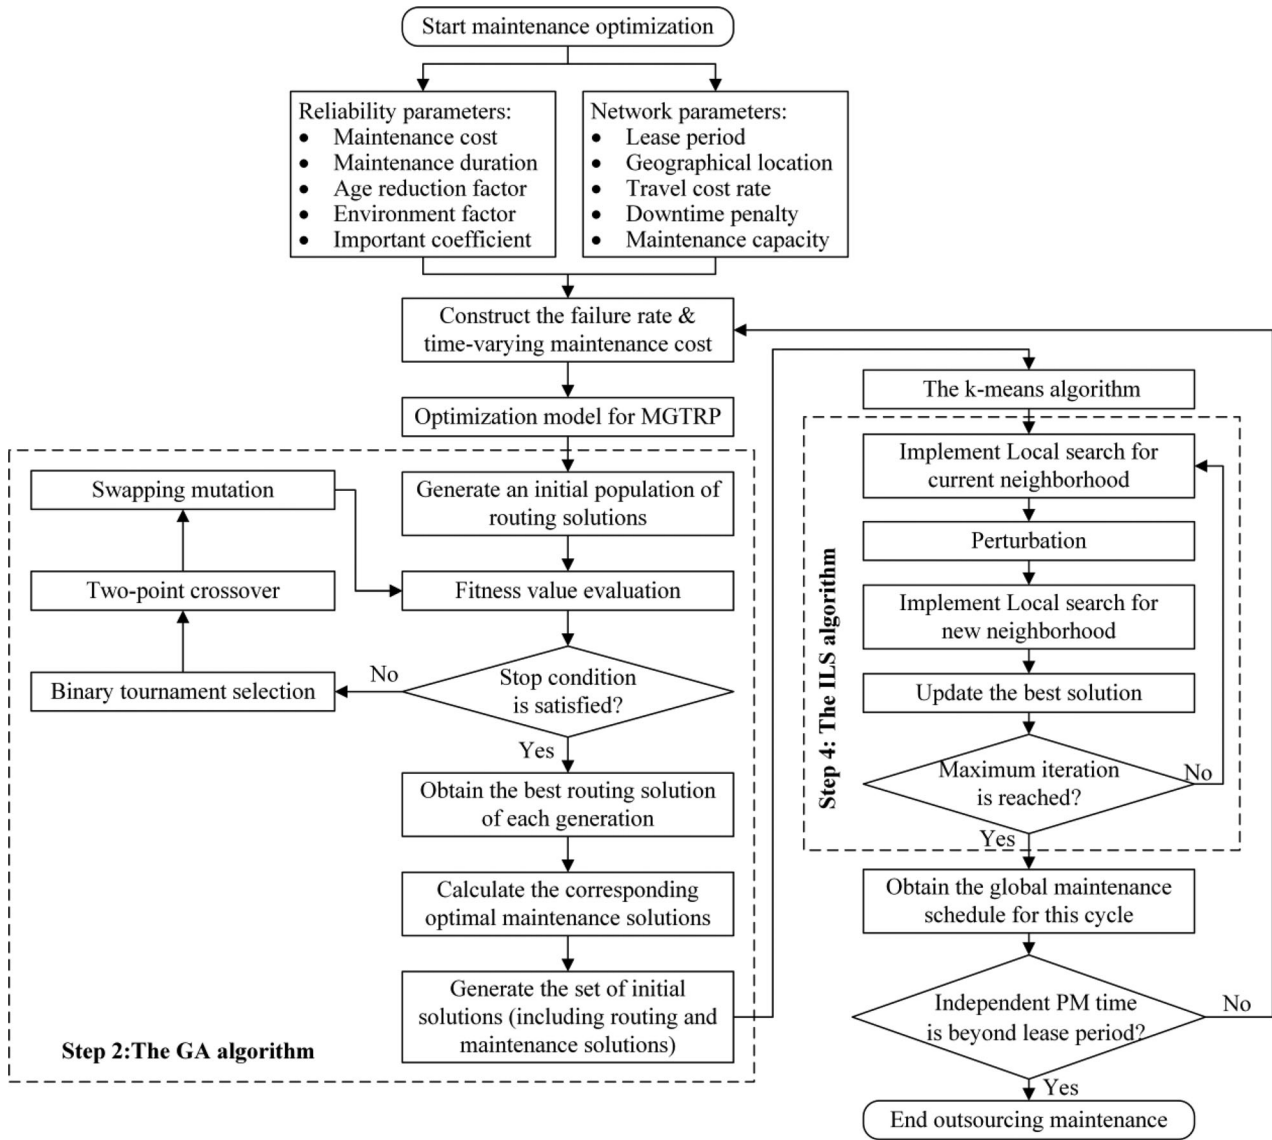 Start maintenance optimization
Reliability parameters:
• Maintenance cost
• Maintenance duration
• Age reduction factor
• Environment factor
• Important coefficient
Network parameters:
• Lease period
• Geographical location
• Travel cost rate
• Downtime penalty
• Maintenance capacity
Construct the failure rate &
time-varying maintenance cost
Optimization model for MGTRP
Generate an initial population of
routing solutions
Swapping mutation
Two-point crossover
Fitness value evaluation
Binary tournament selection
No
Stop condition
is satisfied?
Yes
Obtain the best routing solution
of each generation
Calculate the corresponding
optimal maintenance solutions
Generate the set of initial
solutions (including routing and
maintenance solutions)
Step 2:The GA algorithm
The k-means algorithm
Implement Local search for
current neighborhood
Perturbation
Implement Local search for
new neighborhood
Update the best solution
Maximum iteration
is reached?
No
Yes
Step 4: The ILS algorithm
Obtain the global maintenance
schedule for this cycle
Independent PM time
is beyond lease period?
No
Yes
End outsourcing maintenance